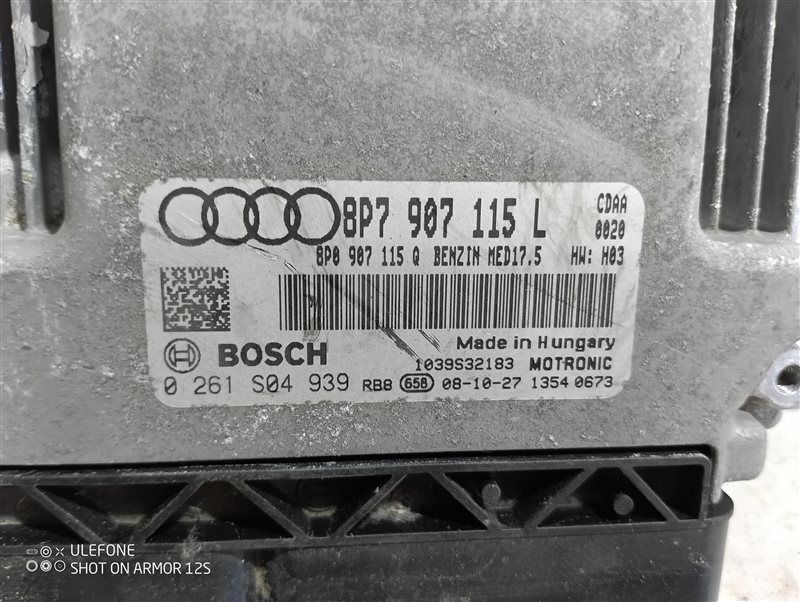 8P7 907 115 L
CDAA
0020
8P0 907 115 Q BENZIN MED17.5 HW: H03
Made in Hungary
BOSCH
1039S32183 MOTRONIC
0 261 S04 939 RB8 658 08-10-27 1354 0673
ULEFONE
SHOT ON ARMOR 12S